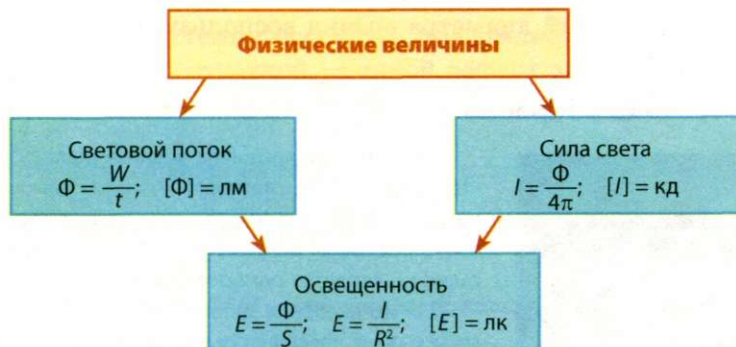 Физические величины
Световой поток
Φ = W/t; [Φ] = лм
Сила света
I = Φ/4π; [I] = кд
Освещенность
E = Φ/S; E = I/R²; [E] = лк